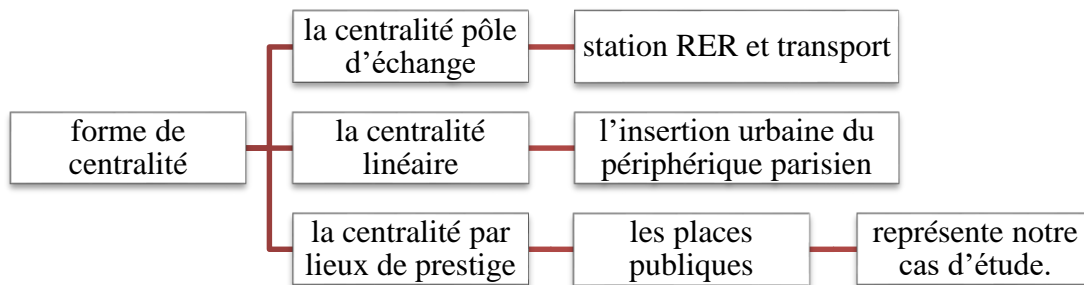 forme de
centralité
la centralité pôle
d’échange
station RER et transport
la centralité
linéaire
l’insertion urbaine du
périphérique parisien
la centralité par
lieux de prestige
les places
publiques
représente notre
cas d’étude.